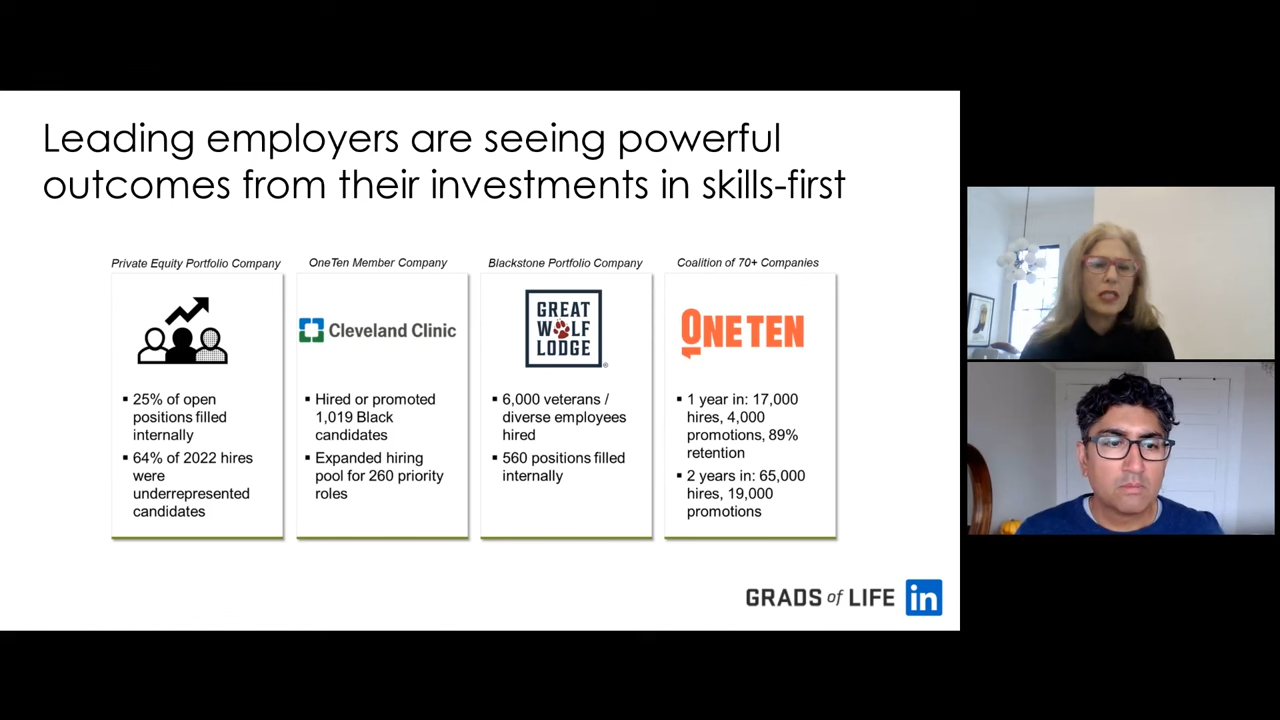 Leading employers are seeing powerful
outcomes from their investments in skills-first
Private Equity Portfolio Company
▪ 25% of open
positions filled
internally
▪ 64% of 2022 hires
were
underrepresented
candidates
OneTen Member Company
Cleveland Clinic
▪ Hired or promoted
1,019 Black
candidates
▪ Expanded hiring
pool for 260 priority
roles
Blackstone Portfolio Company
GREAT
WOLF
LODGE
®
▪ 6,000 veterans /
diverse employees
hired
▪ 560 positions filled
internally
Coalition of 70+ Companies
ONETEN
▪ 1 year in: 17,000
hires, 4,000
promotions, 89%
retention
▪ 2 years in: 65,000
hires, 19,000
promotions
GRADS of LIFE in